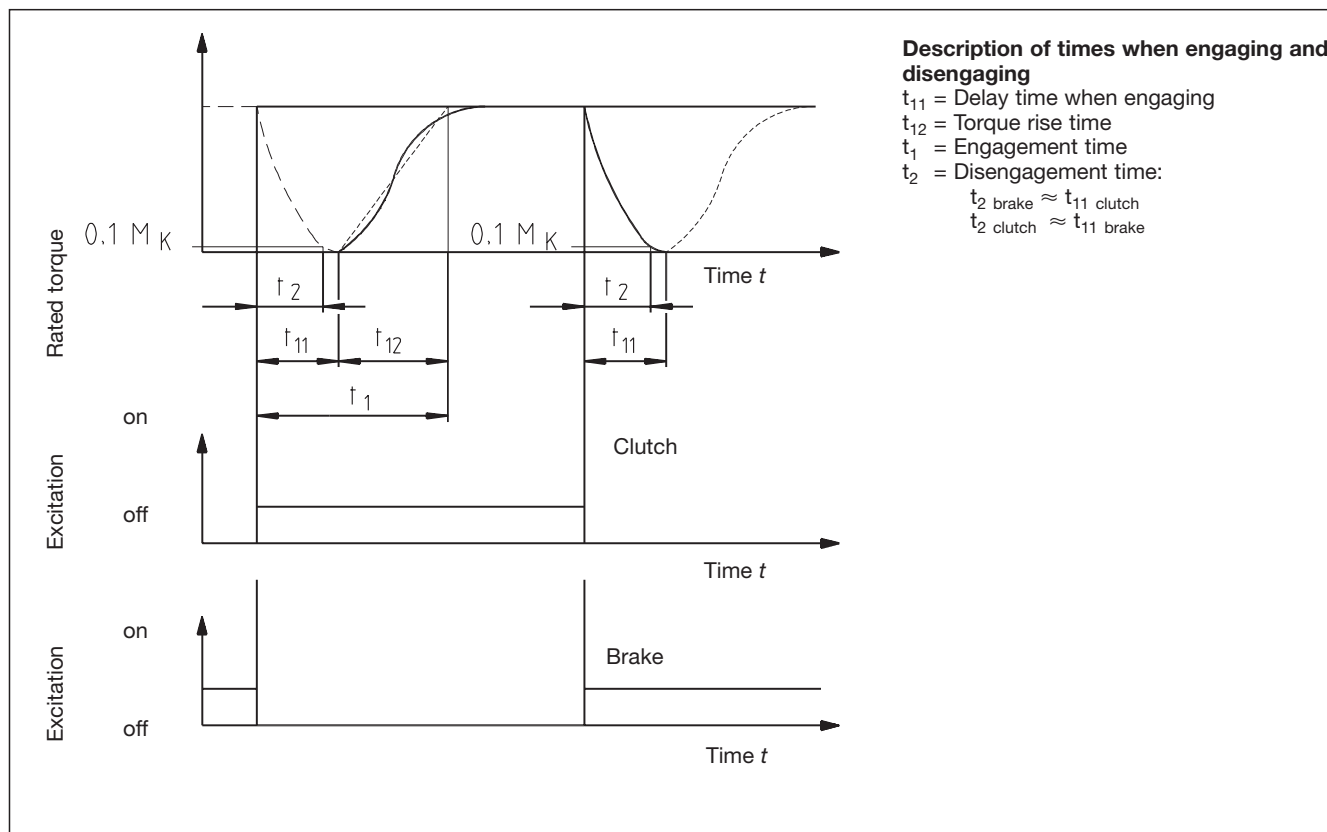 Description of times when engaging and
disengaging
t11 = Delay time when engaging
t12 = Torque rise time
t1 = Engagement time
t2 = Disengagement time:
t2 brake ≈ t11 clutch
t2 clutch ≈ t11 brake
Rated torque
0,1 M K
0,1 M K
Time t
t2
t2
t11
t12
t11
t1
on
Clutch
Excitation
off
Time t
on
Brake
Excitation
off
Time t